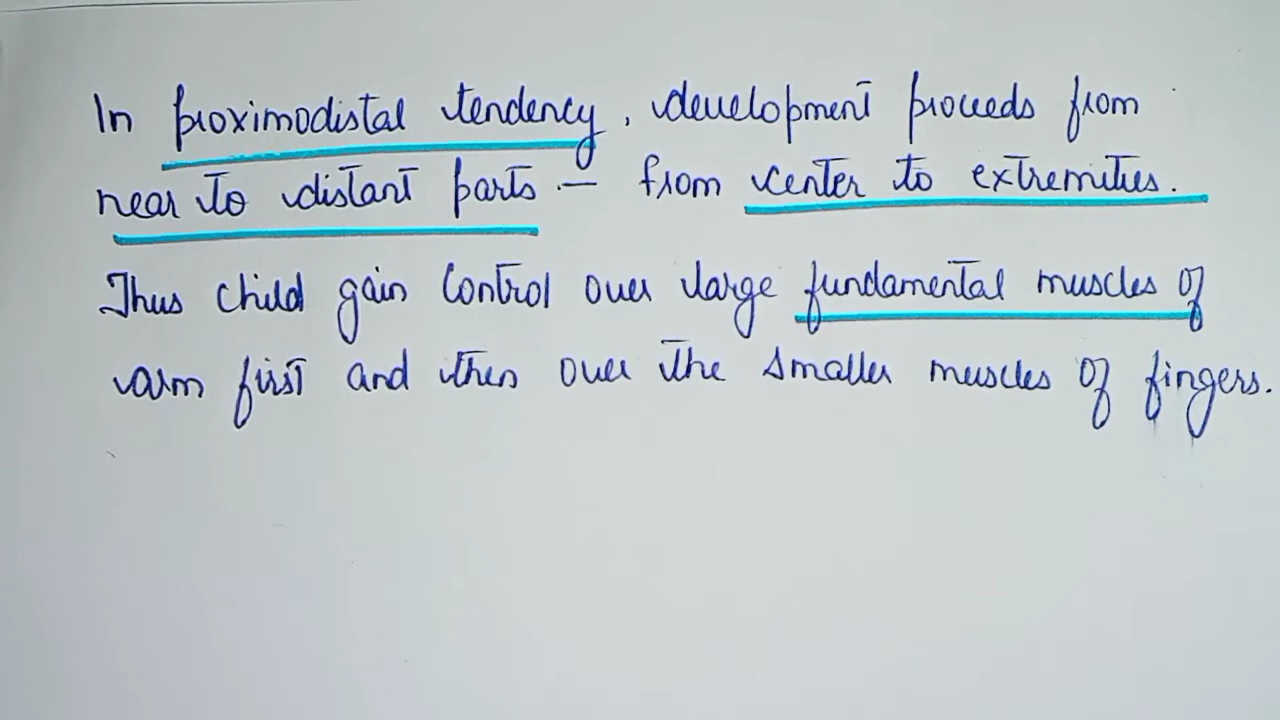 In proximodistal tendency, development proceeds from
near to distant parts — from center to extremities.
Thus child gain control over large fundamental muscles of
arm first and then over the smaller muscles of fingers.